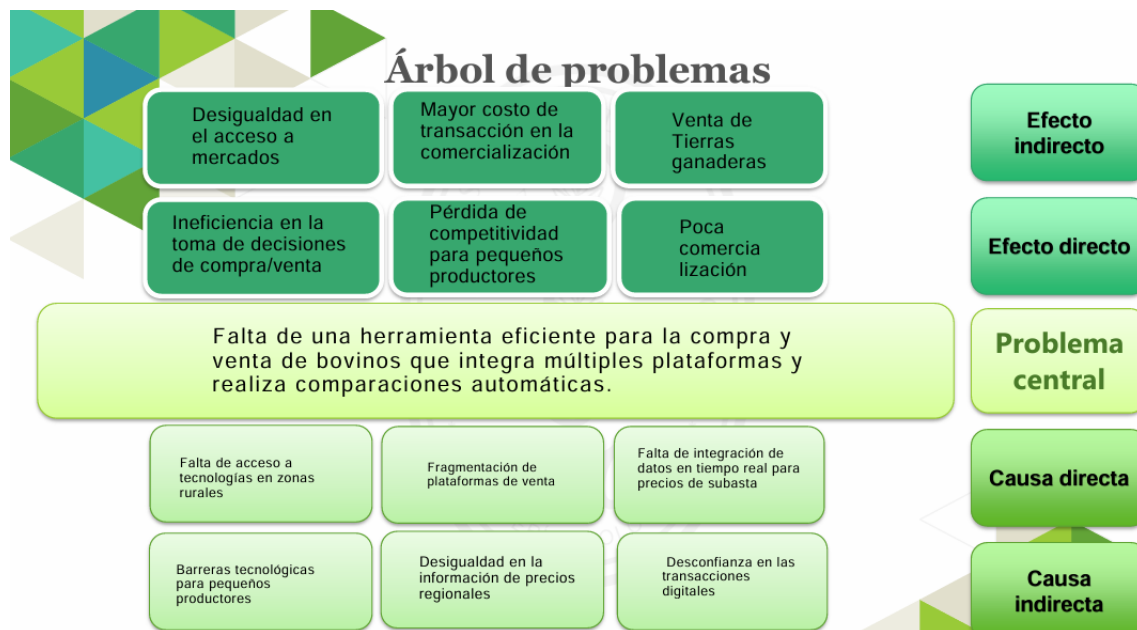 Árbol de problemas
Desigualdad en
el acceso a
mercados
Mayor costo de
transacción en la
comercialización
Venta de
Tierras
ganaderas
Efecto
indirecto
Ineficiencia en la
toma de decisiones
de compra/venta
Pérdida de
competitividad
para pequeños
productores
Poca
comercia
lización
Efecto directo
Falta de una herramienta eficiente para la compra y
venta de bovinos que integra múltiples plataformas y
realiza comparaciones automáticas.
Problema
central
Falta de acceso a
tecnologías en zonas
rurales
Fragmentación de
plataformas de venta
Falta de integración de
datos en tiempo real para
precios de subasta
Causa directa
Barreras tecnológicas
para pequeños
productores
Desigualdad en la
información de precios
regionales
Desconfianza en las
transacciones
digitales
Causa
indirecta